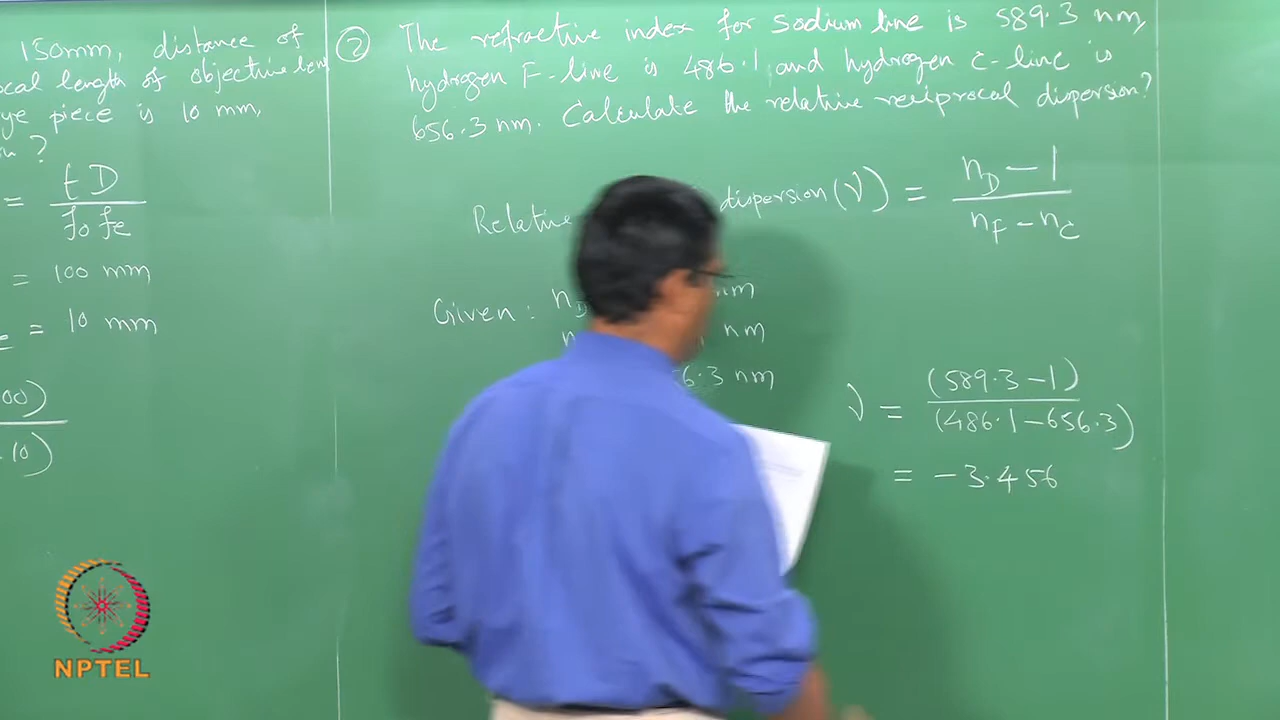 150mm, distance of
ocal length of objective lens
ye piece is 10 mm,
?
= t D
fo fe
= 100 mm
= 10 mm
00)
10)
② The refractive index for sodium line is 589.3 nm,
hydrogen F-line is 486.1, and hydrogen c-line is
656.3 nm. Calculate the relative reciprocal dispersion?
Relative dispersion (ν) = nD − 1
nF − nC
Given : nD nm
n nm
6.3 nm
ν = (589.3 − 1)
(486.1 − 656.3)
= − 3.456
NPTEL